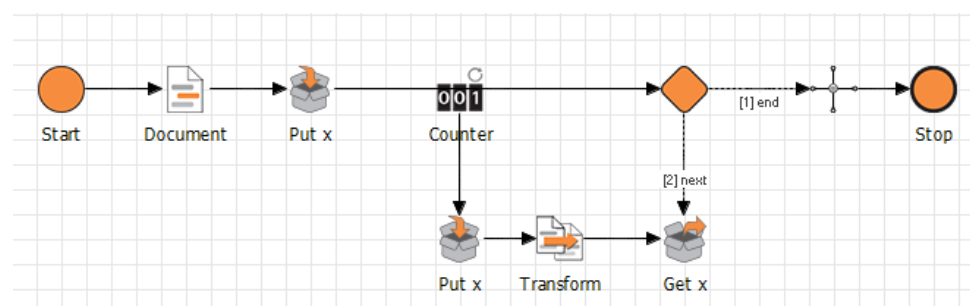 001
[1] end
Start
Document
Put x
Counter
Stop
[2] next
Put x
Transform
Get x